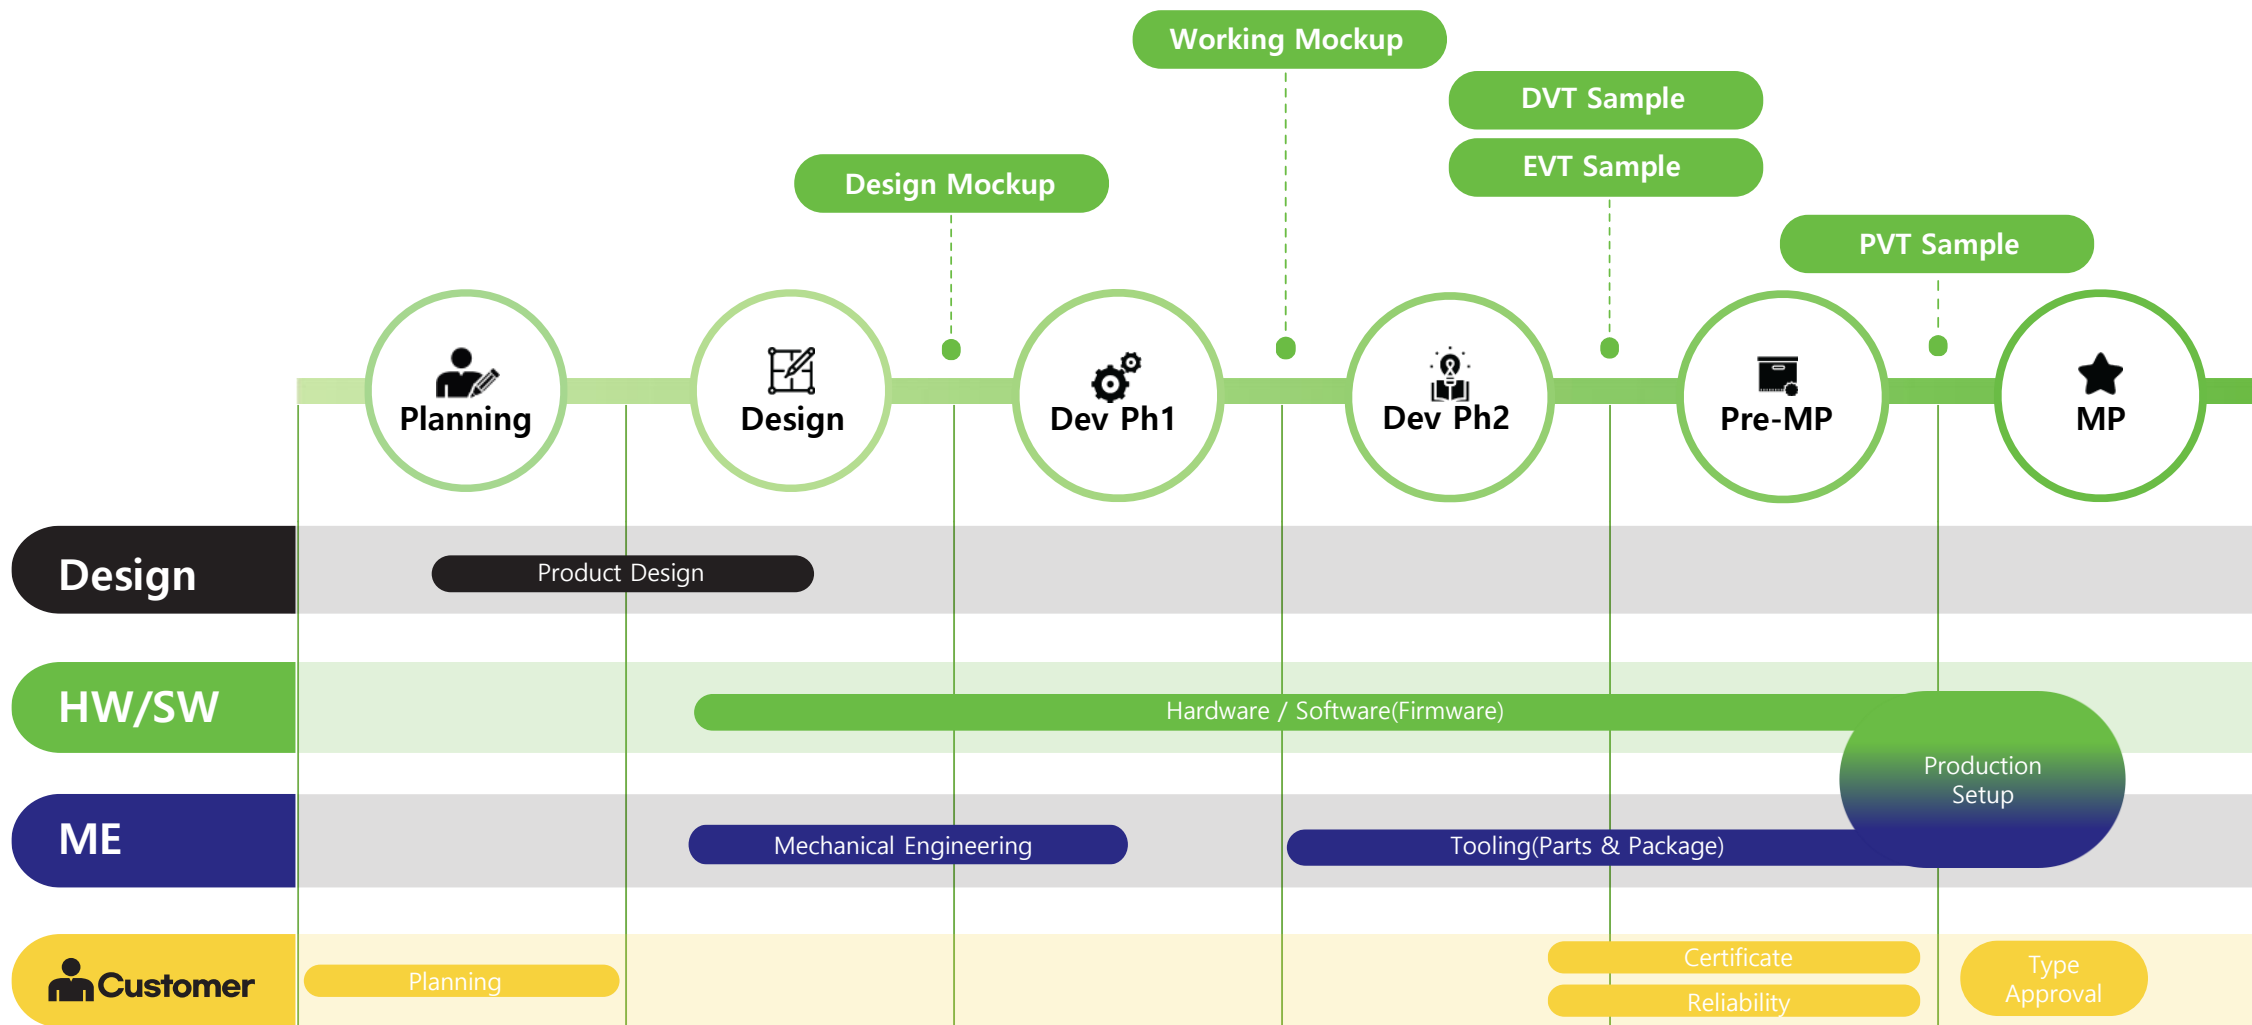 Working Mockup
DVT Sample
EVT Sample
Design Mockup
PVT Sample
Planning
Design
Dev Ph1
Dev Ph2
Pre-MP
MP
Design
Product Design
HW/SW
Hardware / Software(Firmware)
Production
Setup
ME
Mechanical Engineering
Tooling(Parts & Package)
Customer
Planning
Certificate
Reliability
Type
Approval